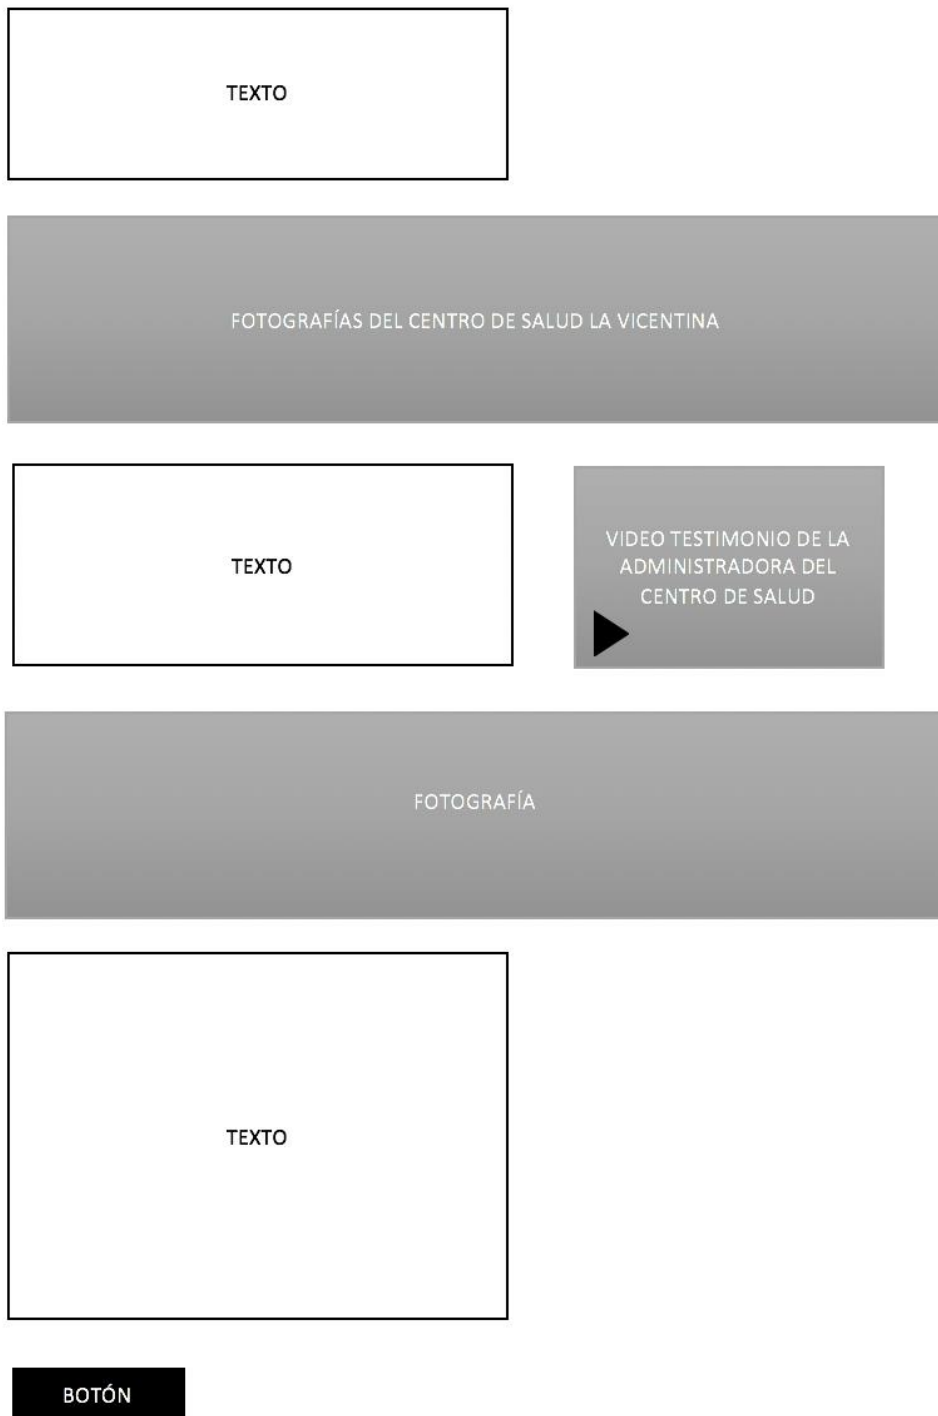 TEXTO
FOTOGRAFÍAS DEL CENTRO DE SALUD LA VICENTINA
TEXTO
VIDEO TESTIMONIO DE LA
ADMINISTRADORA DEL
CENTRO DE SALUD
FOTOGRAFÍA
TEXTO
BOTÓN